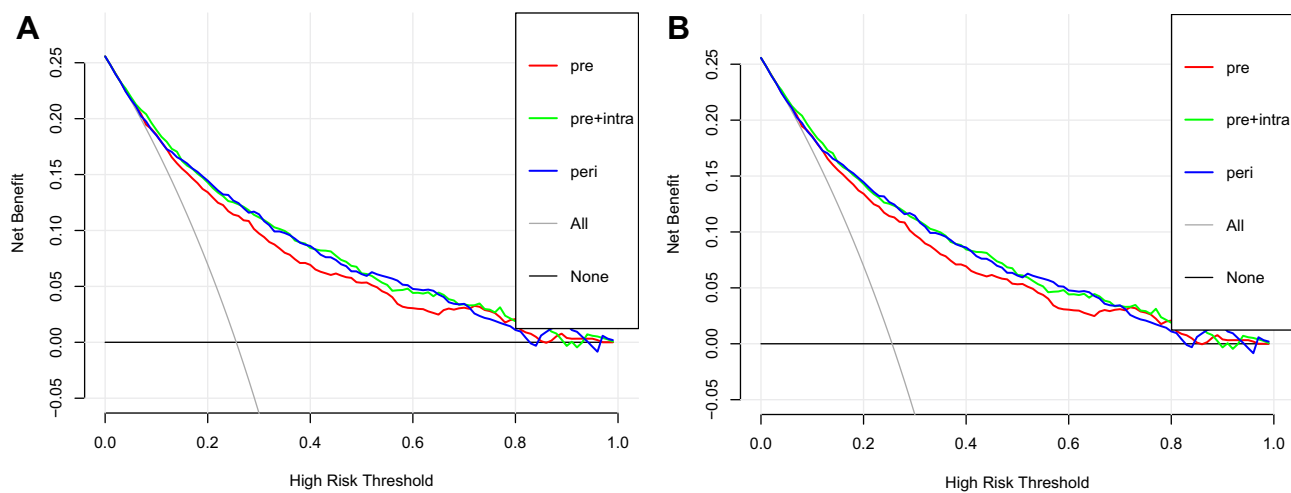 A
Net Benefit
0.25
0.20
0.15
0.10
0.05
0.00
−0.05
0.0 0.2 0.4 0.6 0.8 1.0
High Risk Threshold
pre
pre+intra
peri
All
None
B
Net Benefit
0.25
0.20
0.15
0.10
0.05
0.00
−0.05
0.0 0.2 0.4 0.6 0.8 1.0
High Risk Threshold
pre
pre+intra
peri
All
None